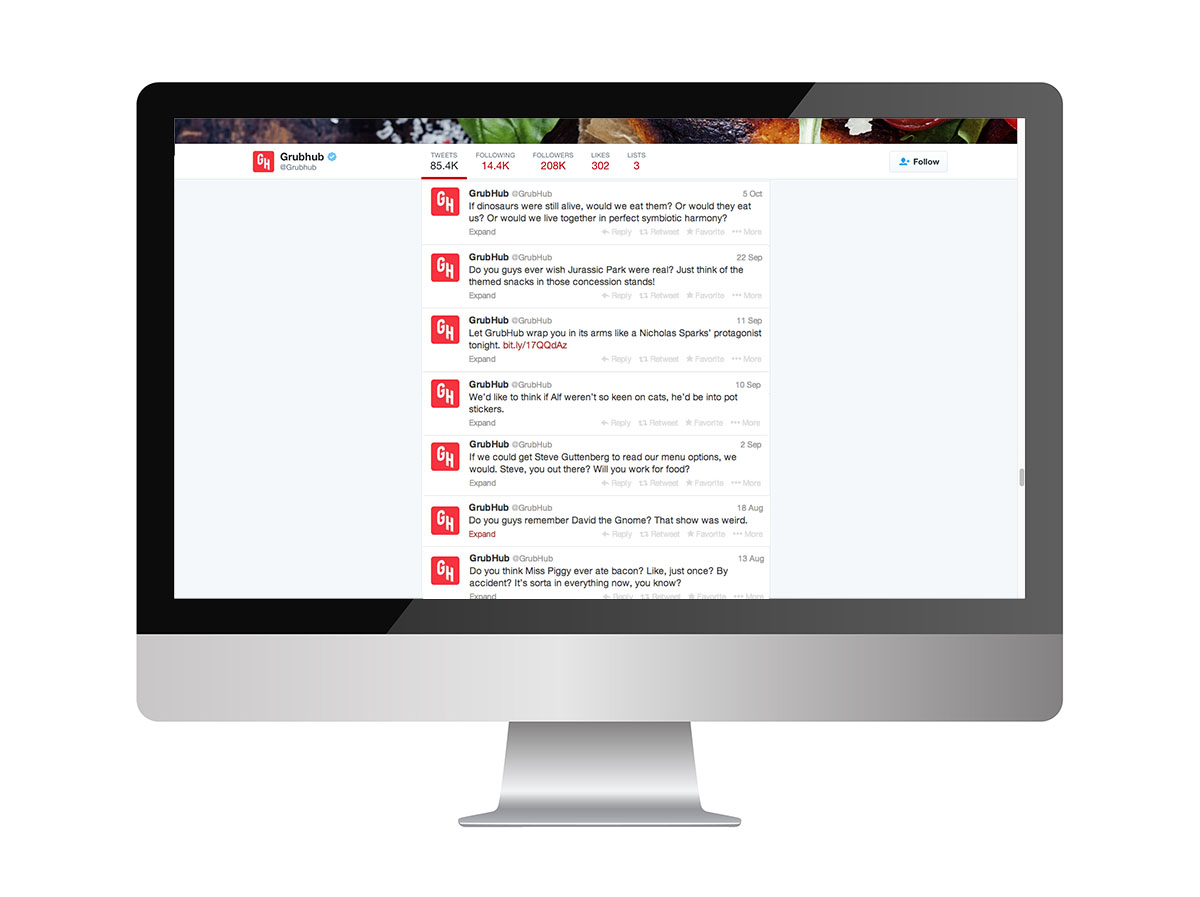 GH Grubhub
@Grubhub
TWEETS FOLLOWING FOLLOWERS LIKES LISTS
85.4K 14.4K 208K 302 3
Follow
GH GrubHub @GrubHub 5 Oct
If dinosaurs were still alive, would we eat them? Or would they eat
us? Or would we live together in perfect symbiotic harmony?
Expand Reply Retweet Favorite More
GH GrubHub @GrubHub 22 Sep
Do you guys ever wish Jurassic Park were real? Just think of the
themed snacks in those concession stands!
Expand Reply Retweet Favorite More
GH GrubHub @GrubHub 11 Sep
Let GrubHub wrap you in its arms like a Nicholas Sparks' protagonist
tonight. bit.ly/17QQdAz
Expand Reply Retweet Favorite More
GH GrubHub @GrubHub 10 Sep
We'd like to think if Alf weren't so keen on cats, he'd be into pot
stickers.
Expand Reply Retweet Favorite More
GH GrubHub @GrubHub 2 Sep
If we could get Steve Guttenberg to read our menu options, we
would. Steve, you out there? Will you work for food?
Expand Reply Retweet Favorite More
GH GrubHub @GrubHub 18 Aug
Do you guys remember David the Gnome? That show was weird.
Expand Reply Retweet Favorite More
GH GrubHub @GrubHub 13 Aug
Do you think Miss Piggy ever ate bacon? Like, just once? By
accident? It's sorta in everything now, you know?
Expand Reply Retweet Favorite More